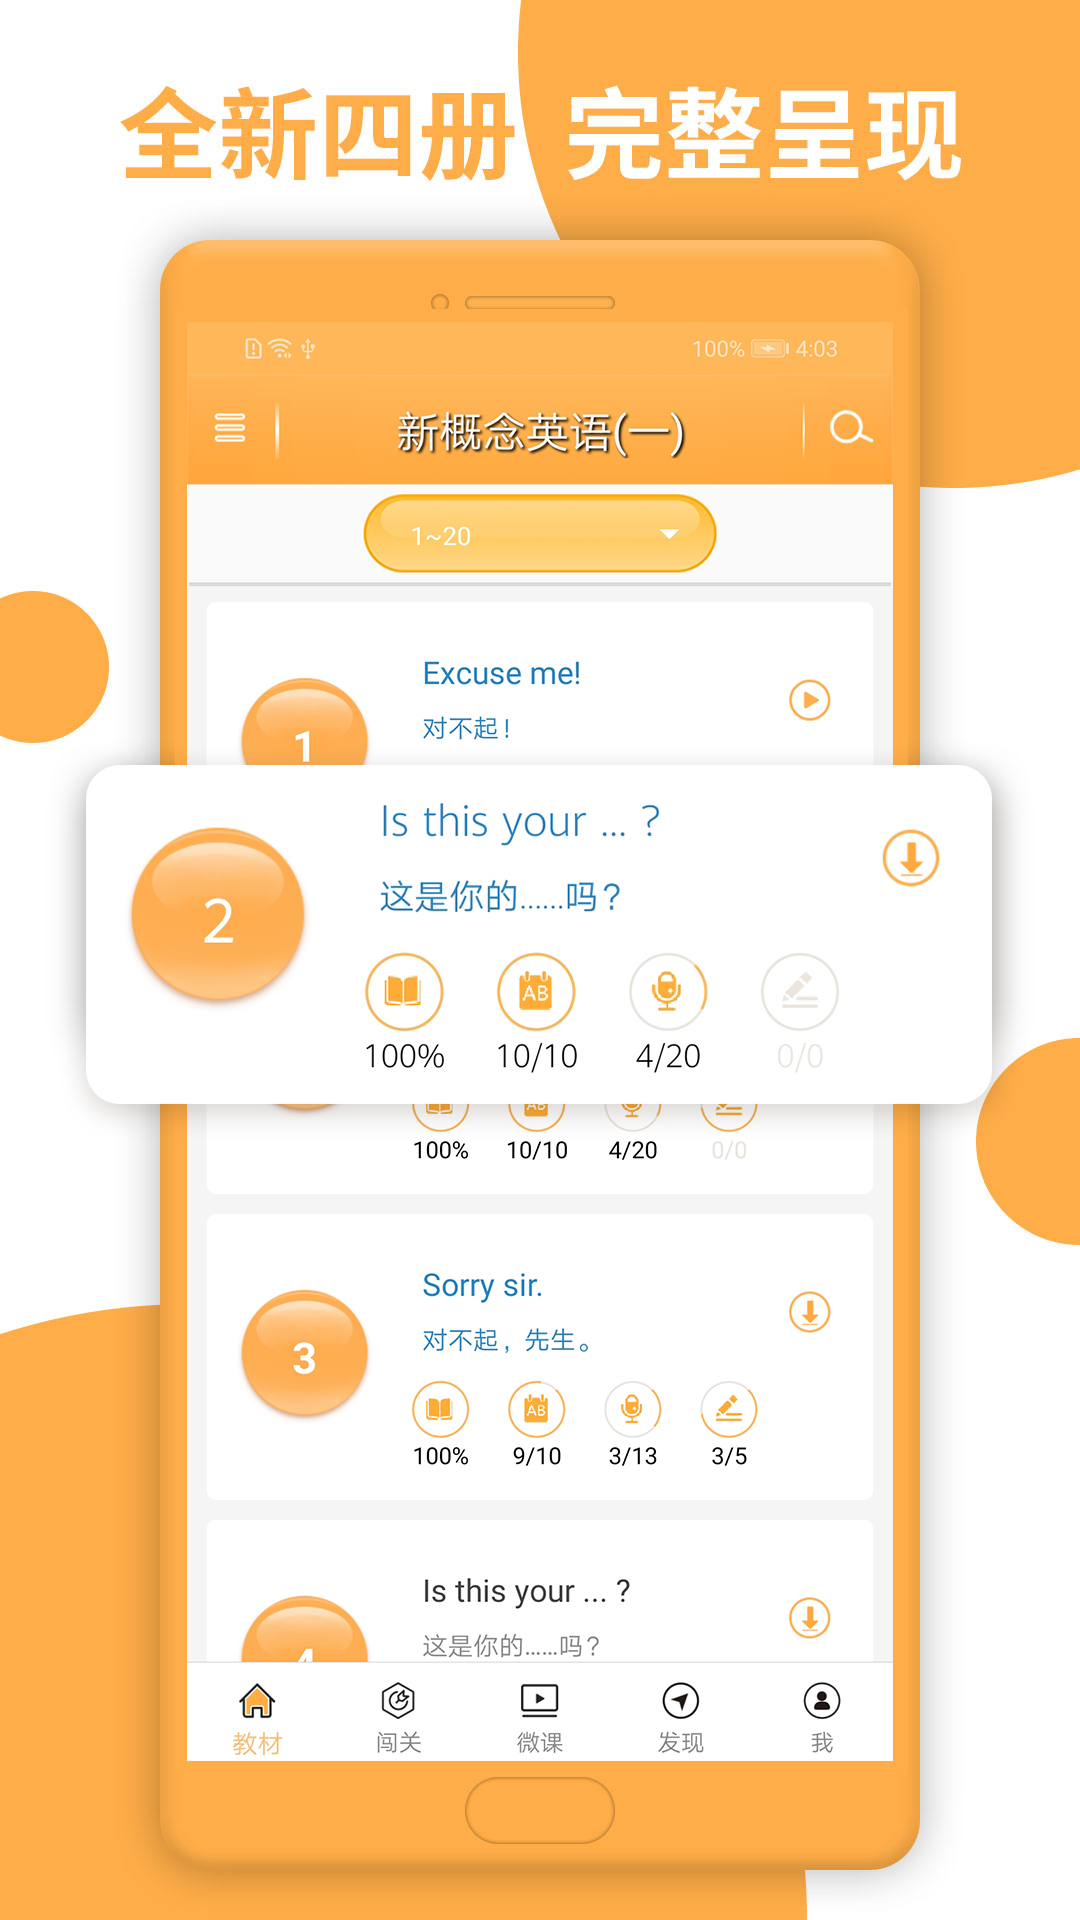 全新四册 完整呈现
100% 4:03
新概念英语(一)
1~20
Excuse me!
对不起!
1
Is this your ... ?
这是你的......吗?
2
AB
100% 10/10 4/20 0/0
AB
100% 10/10 4/20 0/0
Sorry sir.
对不起，先生。
3
AB
100% 9/10 3/13 3/5
Is this your ... ?
这是你的......吗?
4
教材 闯关 微课 发现 我